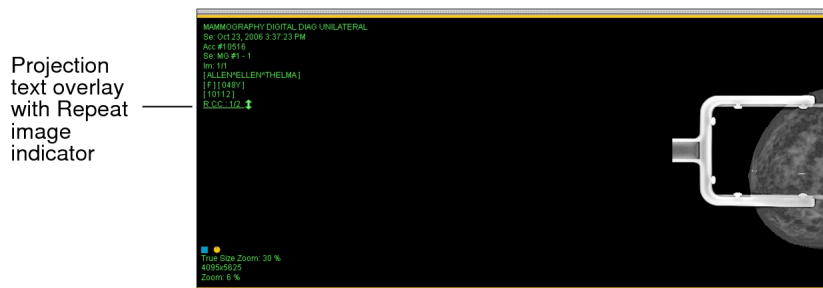 Projection
text overlay
with Repeat
image
indicator
MAMMOGRAPHY DIGITAL DIAG UNILATERAL
Se: Oct 23, 2006 3:37:23 PM
Acc #10516
Se: MG #1 - 1
Im: 1/1
[ ALLEN^ELLEN^THELMA ]
[ F ] [ 048Y ]
[ 10112 ]
R CC : 1/2
True Size Zoom: 30 %
4095x5625
Zoom: 6 %